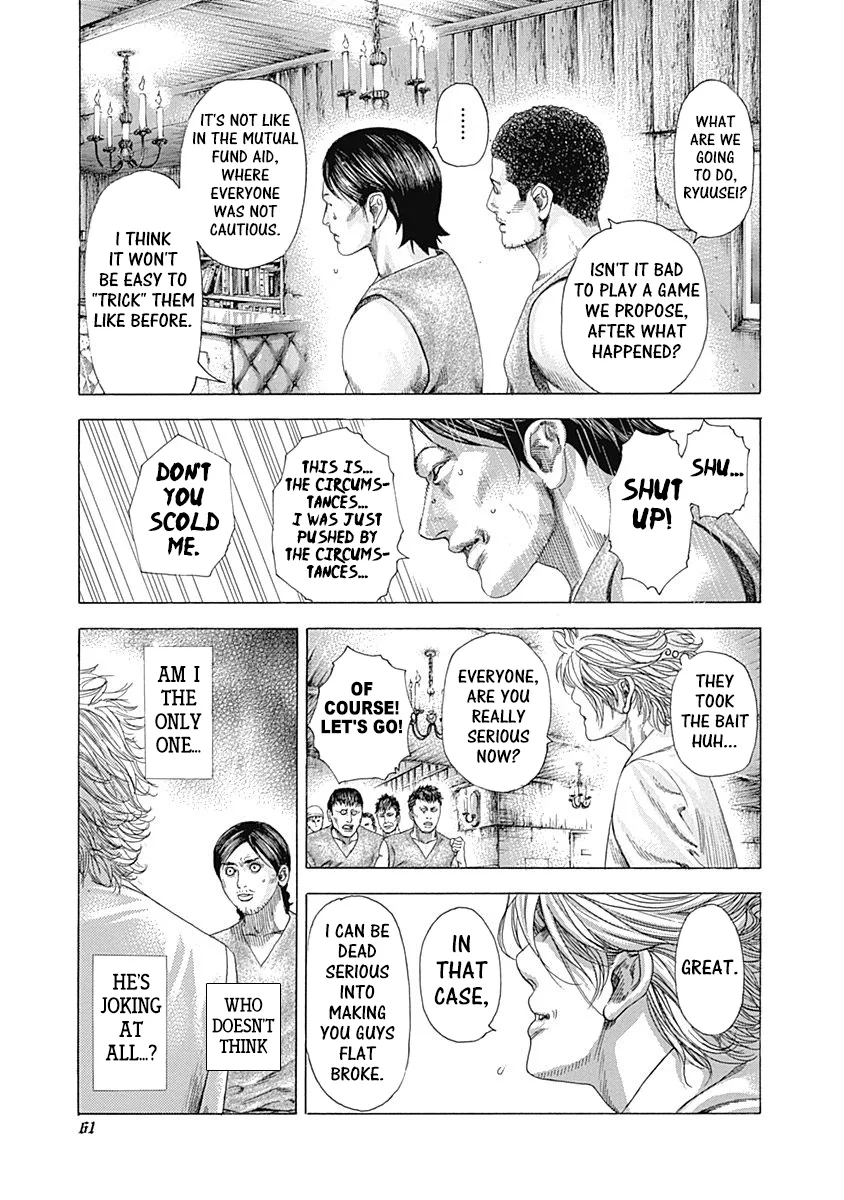 WHAT
ARE WE
GOING
TO DO,
RYUUSEI?
ISN'T IT BAD
TO PLAY A GAME
WE PROPOSE,
AFTER WHAT
HAPPENED?
......
IT'S NOT LIKE
IN THE MUTUAL
FUND AID,
WHERE
EVERYONE
WAS NOT
CAUTIOUS.
I THINK
IT WON'T
BE EASY TO
"TRICK" THEM
LIKE BEFORE.
SHU...
SHUT
UP!
THIS IS...
THE CIRCUMS-
TANCES...
I WAS JUST
PUSHED BY
THE CIRCUMS-
TANCES...
DON'T
YOU
SCOLD
ME.
THEY
TOOK
THE BAIT
HUH...
EVERYONE,
ARE YOU
REALLY
SERIOUS
NOW?
OF
COURSE!
LET'S GO!
GREAT.
IN
THAT
CASE,
I CAN BE
DEAD
SERIOUS
INTO
MAKING
YOU GUYS
FLAT
BROKE.
AM I
THE
ONLY
ONE...
WHO
DOESN'T
THINK
HE'S
JOKING
AT
ALL...?
61